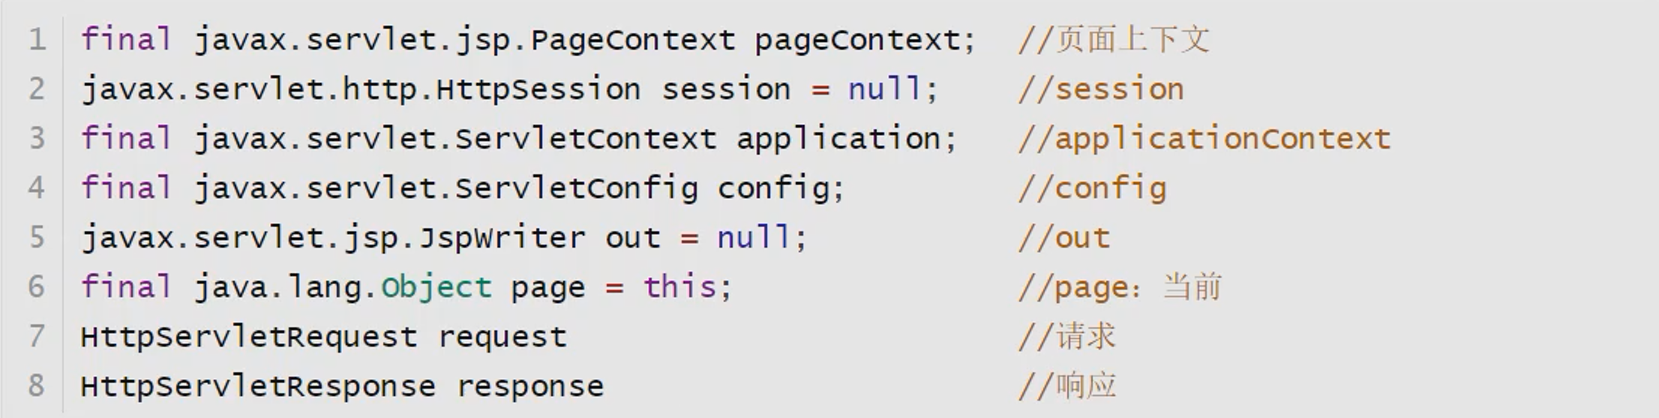 1 final javax.servlet.jsp.PageContext pageContext; //页面上下文
2 javax.servlet.http.HttpSession session = null; //session
3 final javax.servlet.ServletContext application; //applicationContext
4 final javax.servlet.ServletConfig config; //config
5 javax.servlet.jsp.JspWriter out = null; //out
6 final java.lang.Object page = this; //page：当前
7 HttpServletRequest request //请求
8 HttpServletResponse response //响应